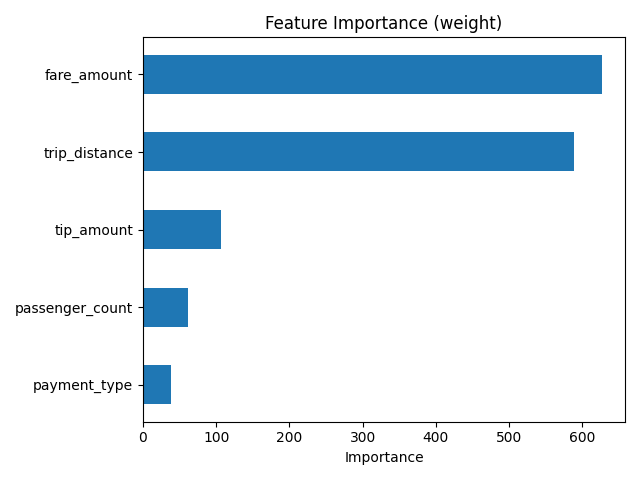 Feature Importance (weight)
fare_amount
trip_distance
tip_amount
passenger_count
payment_type
0 100 200 300 400 500 600
Importance